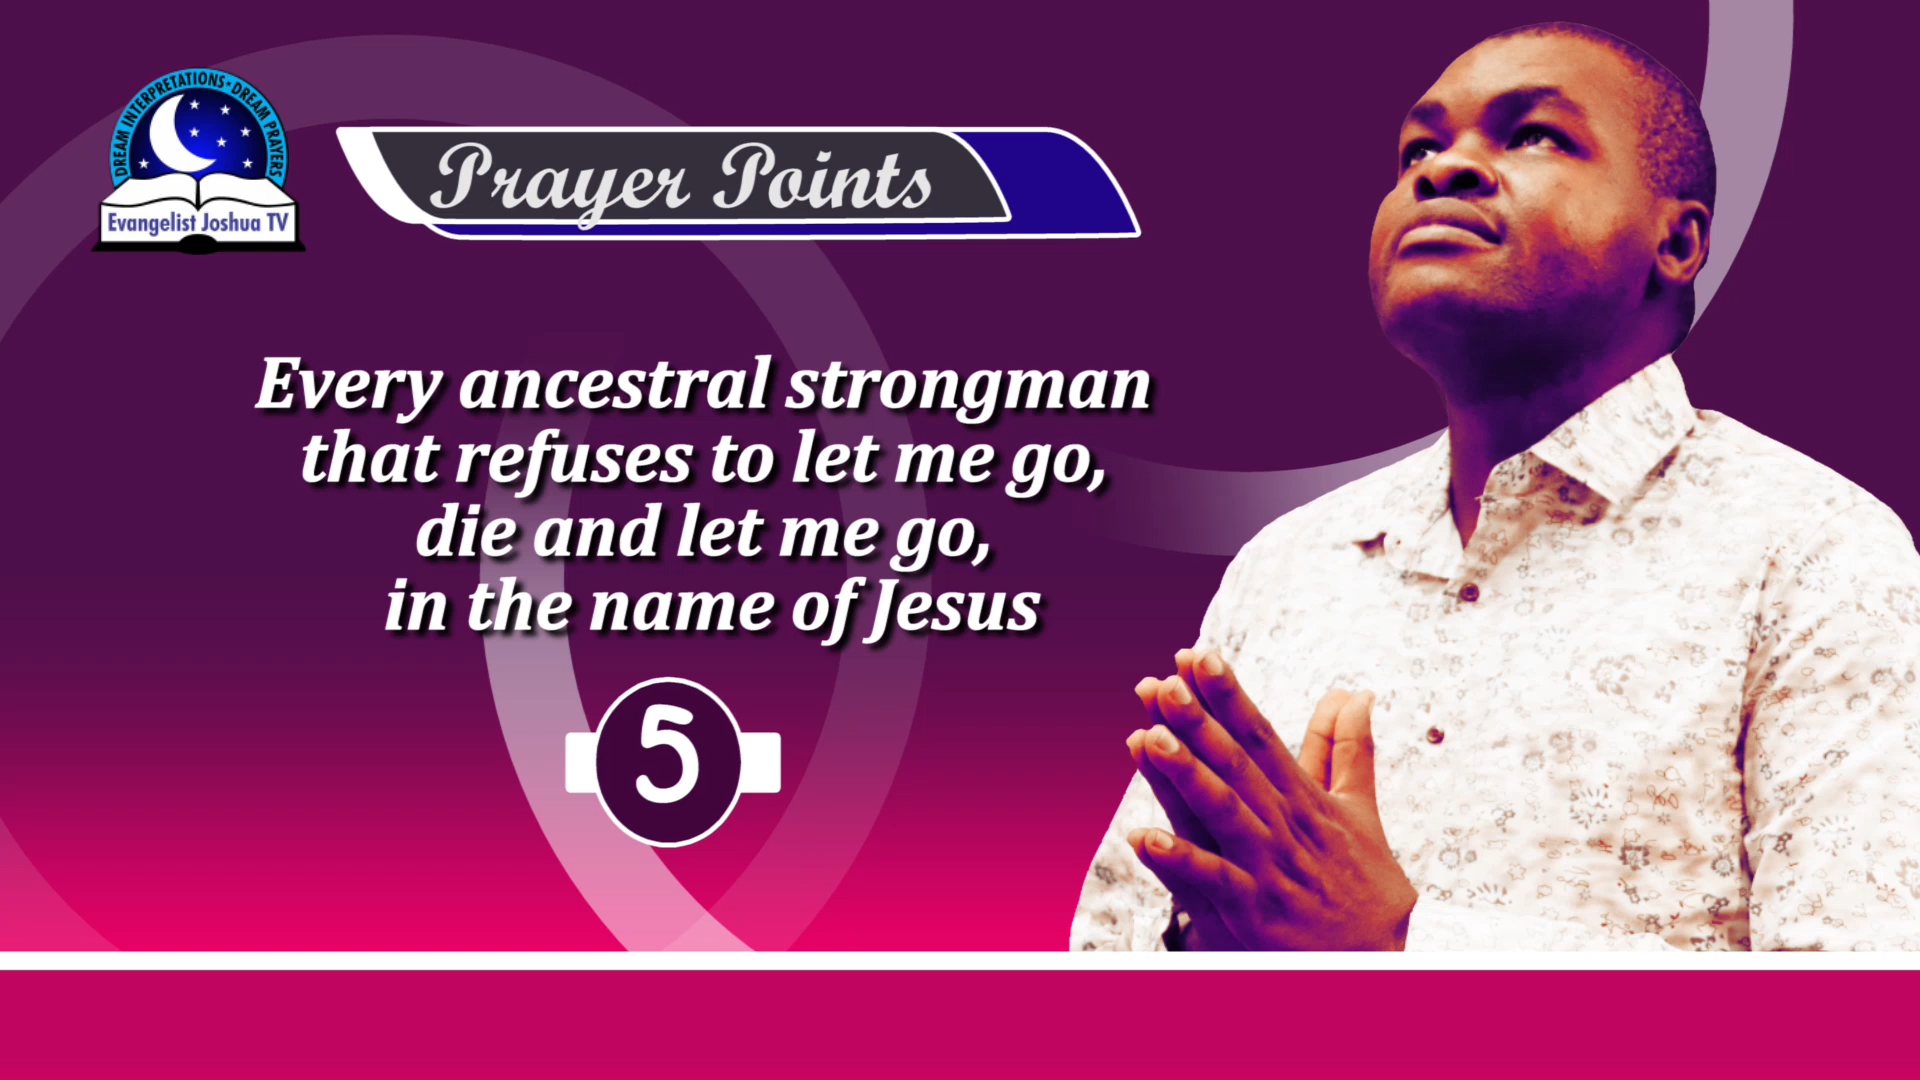 DREAM INTERPRETATIONS • DREAM PRAYERS
Evangelist Joshua TV
Prayer Points
Every ancestral strongman
that refuses to let me go,
die and let me go,
in the name of Jesus
5